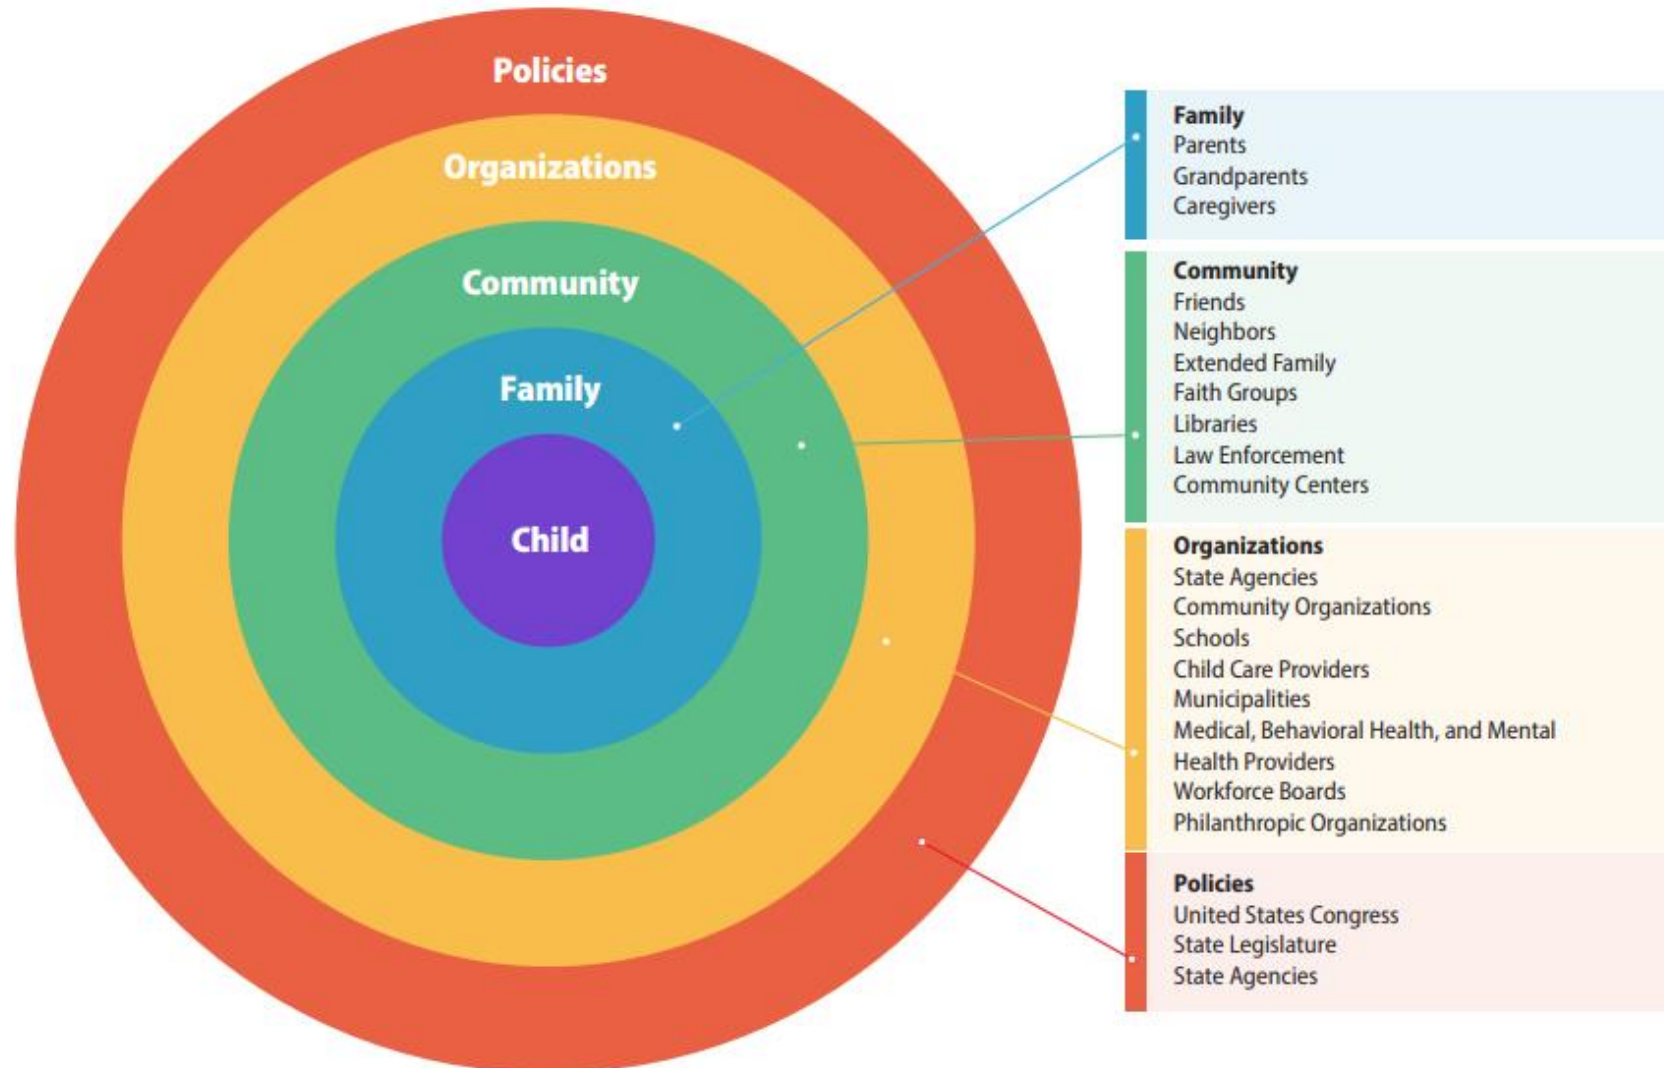 Policies
Organizations
Community
Family
Child
Family
Parents
Grandparents
Caregivers
Community
Friends
Neighbors
Extended Family
Faith Groups
Libraries
Law Enforcement
Community Centers
Organizations
State Agencies
Community Organizations
Schools
Child Care Providers
Municipalities
Medical, Behavioral Health, and Mental
Health Providers
Workforce Boards
Philanthropic Organizations
Policies
United States Congress
State Legislature
State Agencies